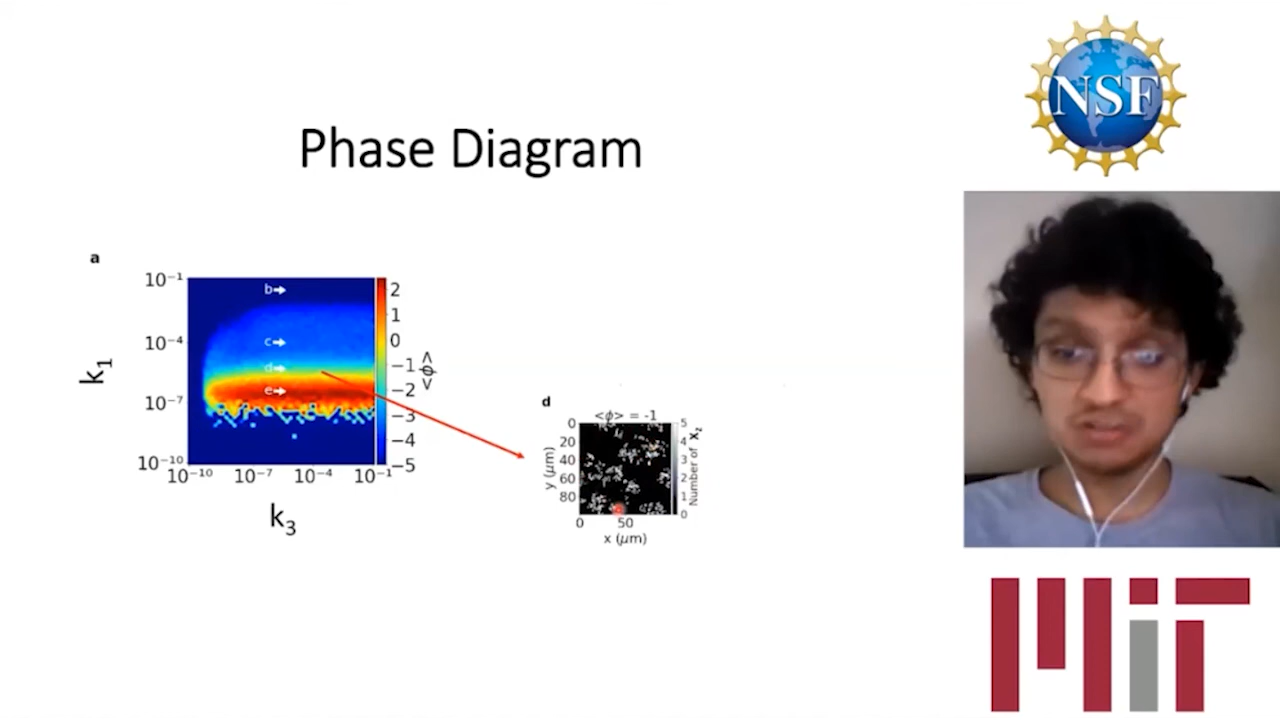 Phase Diagram
NSF
a
10⁻¹
10⁻⁴
10⁻⁷
10⁻¹⁰
k₁
b
c
d
e
10⁻¹⁰ 10⁻⁷ 10⁻⁴ 10⁻¹
k₃
2
1
0
−1
−2
−3
−4
−5
<ϕ>
d
<ϕ> = -1
0
20
40
60
80
y (μm)
0 50
x (μm)
5
4
3
2
1
0
Number of X₂
MIT